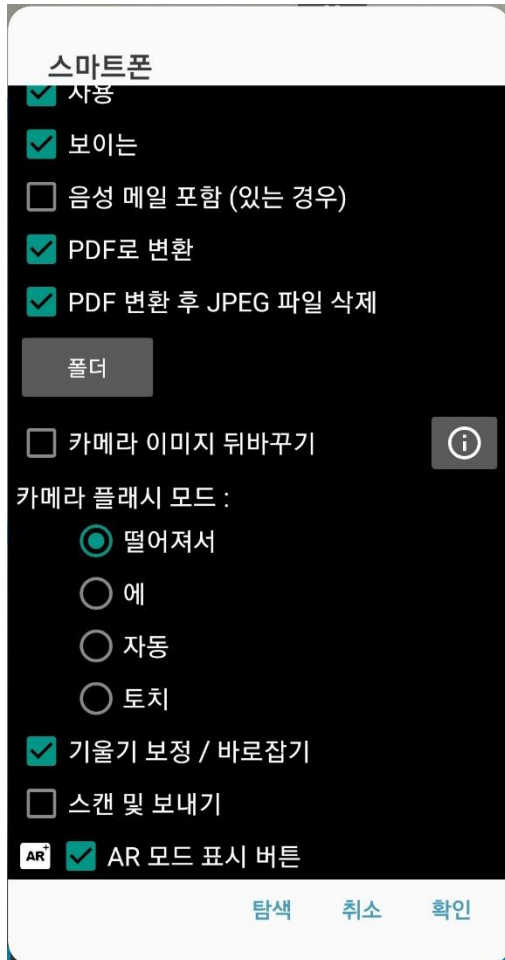 스마트폰
사용
보이는
음성 메일 포함 (있는 경우)
PDF로 변환
PDF 변환 후 JPEG 파일 삭제
폴더
카메라 이미지 뒤바꾸기
카메라 플래시 모드 :
떨어져서
에
자동
토치
기울기 보정 / 바로잡기
스캔 및 보내기
AR+ AR 모드 표시 버튼
탐색 취소 확인